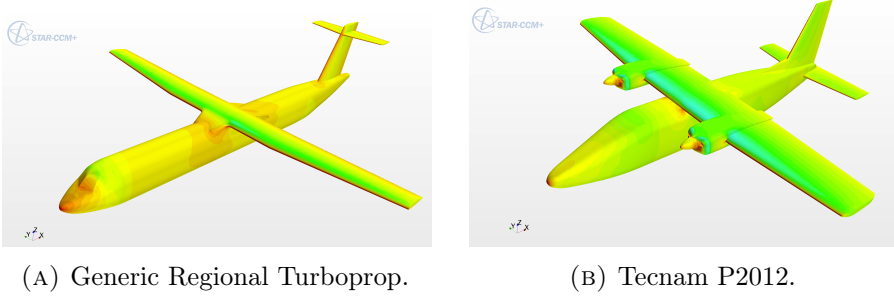 STAR-CCM+
STAR-CCM+
Y Z X
Y Z X
(A) Generic Regional Turboprop.
(B) Tecnam P2012.